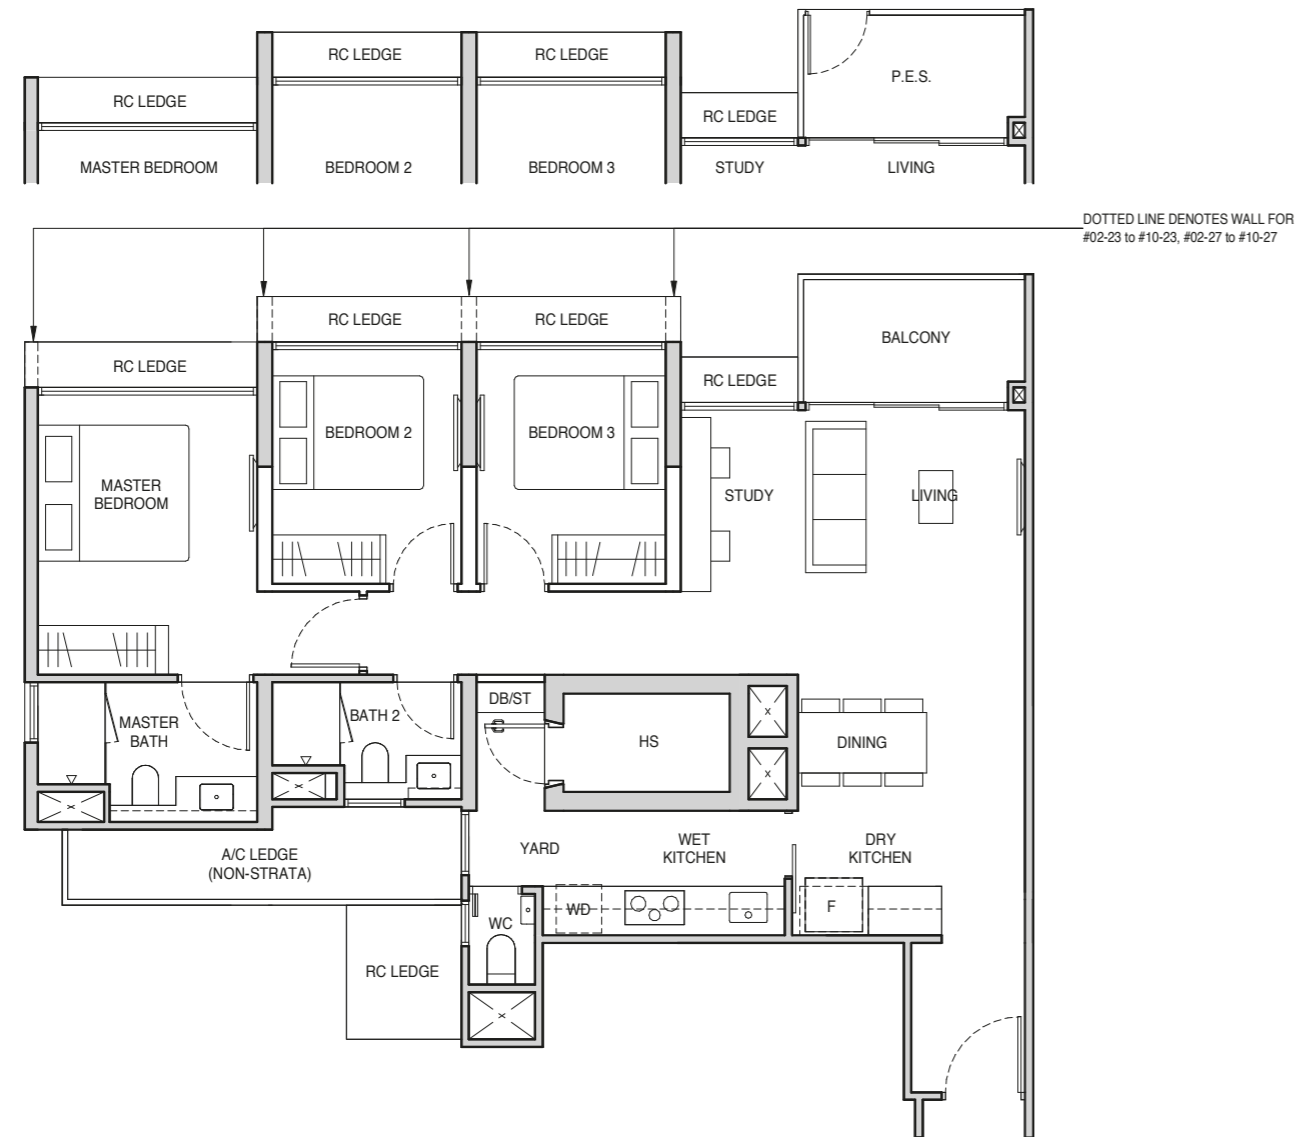 RC LEDGE
RC LEDGE
P.E.S.
RC LEDGE
RC LEDGE
MASTER BEDROOM
BEDROOM 2
BEDROOM 3
STUDY
LIVING
DOTTED LINE DENOTES WALL FOR
#02-23 to #10-23, #02-27 to #10-27
RC LEDGE
RC LEDGE
BALCONY
RC LEDGE
RC LEDGE
BEDROOM 2
BEDROOM 3
MASTER
BEDROOM
STUDY
LIVING
DB/ST
MASTER
BATH
BATH 2
HS
x
DINING
x
x
x
A/C LEDGE
(NON-STRATA)
YARD
WET
KITCHEN
DRY
KITCHEN
WD
F
WC
RC LEDGE
x